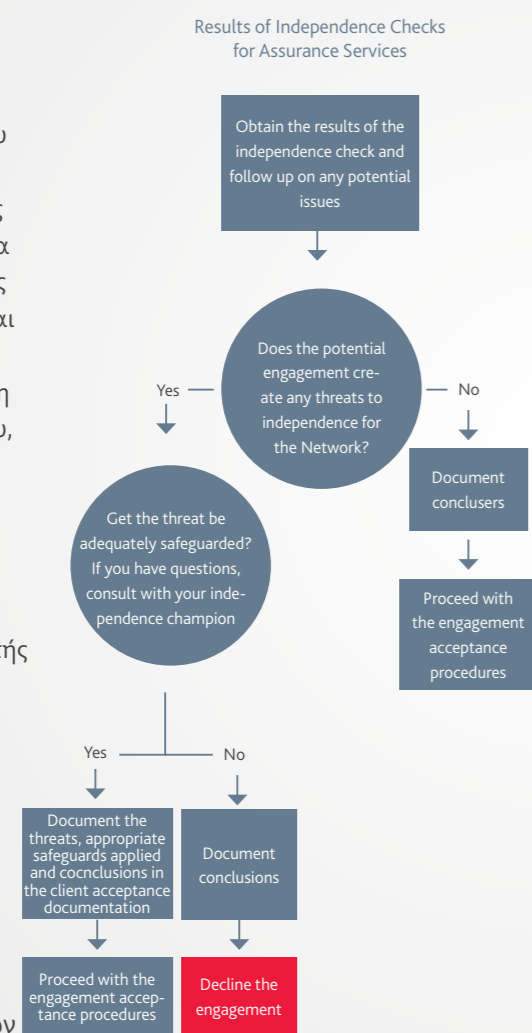 Results of Independence Checks
for Assurance Services
Obtain the results of the
independence check and
follow up on any potential
issues
Does the potential
engagement cre-
ate any threats to
independence for
the Network?
Yes
No
Get the threat be
adequately safeguarded?
If you have questions,
consult with your inde-
pendence champion
Document
conclusers
Proceed with
the engagement
acceptance
procedures
Yes
No
Document the
threats, appropriate
safeguards applied
and cocnclusions in
the client acceptance
documentation
Document
conclusions
Proceed with the
engagement accep-
tance procedures
Decline the
engagement